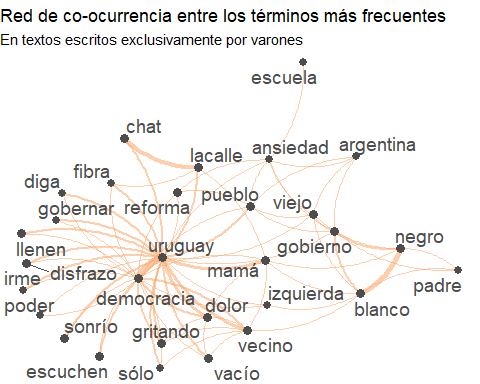 Red de co-ocurrencia entre los términos más frecuentes
En textos escritos exclusivamente por varones
escuela
chat
lacalle
ansiedad
argentina
fibra
diga
reforma
pueblo
viejo
gobernar
llenen
uruguay
gobierno
negro
irme
disfrazo
mamá
padre
poder
democracia
dolor
izquierda
blanco
sonrío
gritando
vecino
escuchen
sólo
vacío